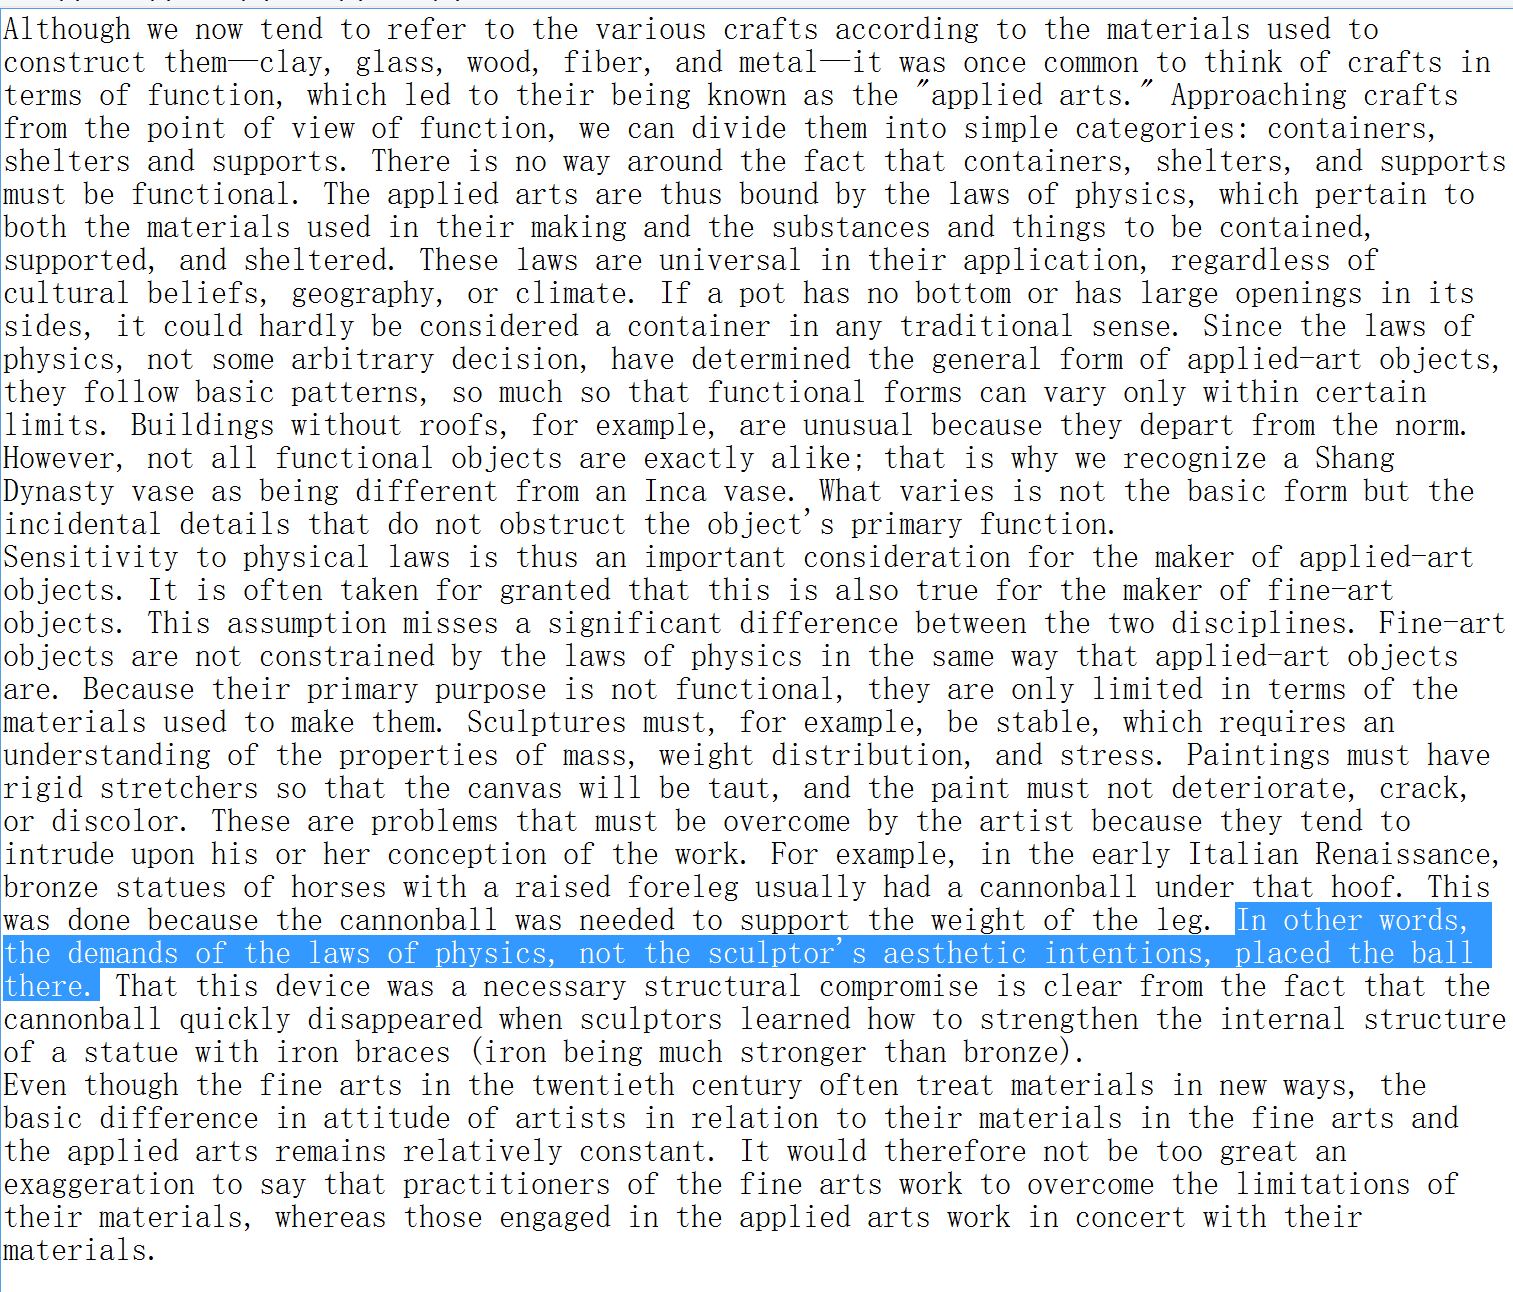 Although we now tend to refer to the various crafts according to the materials used to
construct them—clay, glass, wood, fiber, and metal—it was once common to think of crafts in
terms of function, which led to their being known as the "applied arts." Approaching crafts
from the point of view of function, we can divide them into simple categories: containers,
shelters and supports. There is no way around the fact that containers, shelters, and supports
must be functional. The applied arts are thus bound by the laws of physics, which pertain to
both the materials used in their making and the substances and things to be contained,
supported, and sheltered. These laws are universal in their application, regardless of
cultural beliefs, geography, or climate. If a pot has no bottom or has large openings in its
sides, it could hardly be considered a container in any traditional sense. Since the laws of
physics, not some arbitrary decision, have determined the general form of applied-art objects,
they follow basic patterns, so much so that functional forms can vary only within certain
limits. Buildings without roofs, for example, are unusual because they depart from the norm.
However, not all functional objects are exactly alike; that is why we recognize a Shang
Dynasty vase as being different from an Inca vase. What varies is not the basic form but the
incidental details that do not obstruct the object's primary function.
Sensitivity to physical laws is thus an important consideration for the maker of applied-art
objects. It is often taken for granted that this is also true for the maker of fine-art
objects. This assumption misses a significant difference between the two disciplines. Fine-art
objects are not constrained by the laws of physics in the same way that applied-art objects
are. Because their primary purpose is not functional, they are only limited in terms of the
materials used to make them. Sculptures must, for example, be stable, which requires an
understanding of the properties of mass, weight distribution, and stress. Paintings must have
rigid stretchers so that the canvas will be taut, and the paint must not deteriorate, crack,
or discolor. These are problems that must be overcome by the artist because they tend to
intrude upon his or her conception of the work. For example, in the early Italian Renaissance,
bronze statues of horses with a raised foreleg usually had a cannonball under that hoof. This
was done because the cannonball was needed to support the weight of the leg. In other words,
the demands of the laws of physics, not the sculptor's aesthetic intentions, placed the ball
there. That this device was a necessary structural compromise is clear from the fact that the
cannonball quickly disappeared when sculptors learned how to strengthen the internal structure
of a statue with iron braces (iron being much stronger than bronze).
Even though the fine arts in the twentieth century often treat materials in new ways, the
basic difference in attitude of artists in relation to their materials in the fine arts and
the applied arts remains relatively constant. It would therefore not be too great an
exaggeration to say that practitioners of the fine arts work to overcome the limitations of
their materials, whereas those engaged in the applied arts work in concert with their
materials.